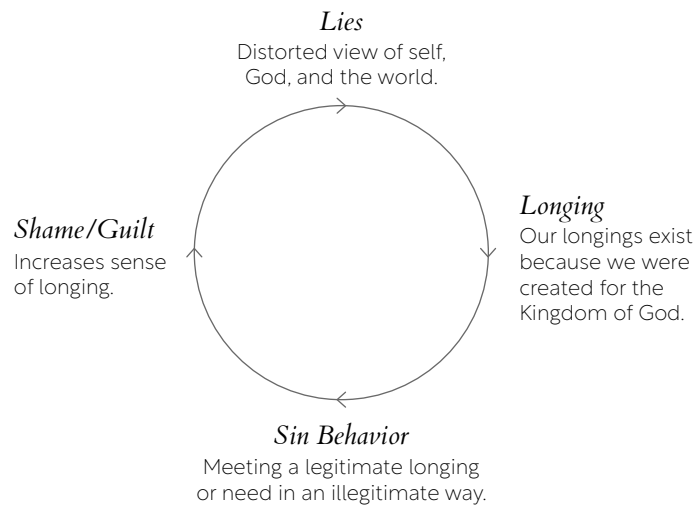 Lies
Distorted view of self,
God, and the world.
Longing
Our longings exist
because we were
created for the
Kingdom of God.
Sin Behavior
Meeting a legitimate longing
or need in an illegitimate way.
Shame/Guilt
Increases sense
of longing.